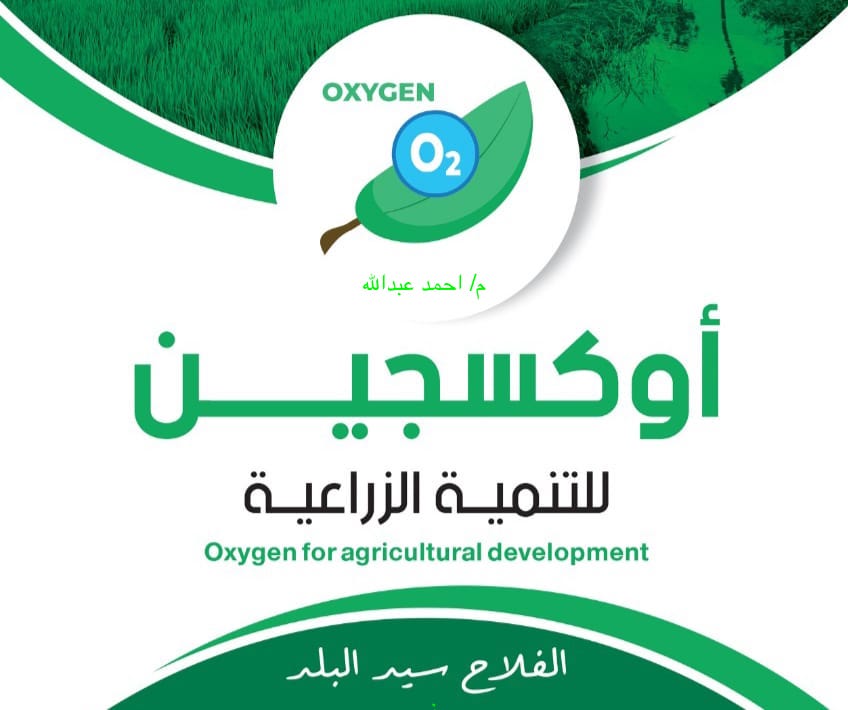 OXYGEN
O2
م/ احمد عبدالله
أوكسجين
للتنمية الزراعية
Oxygen for agricultural development
الفلاح سيد البلد